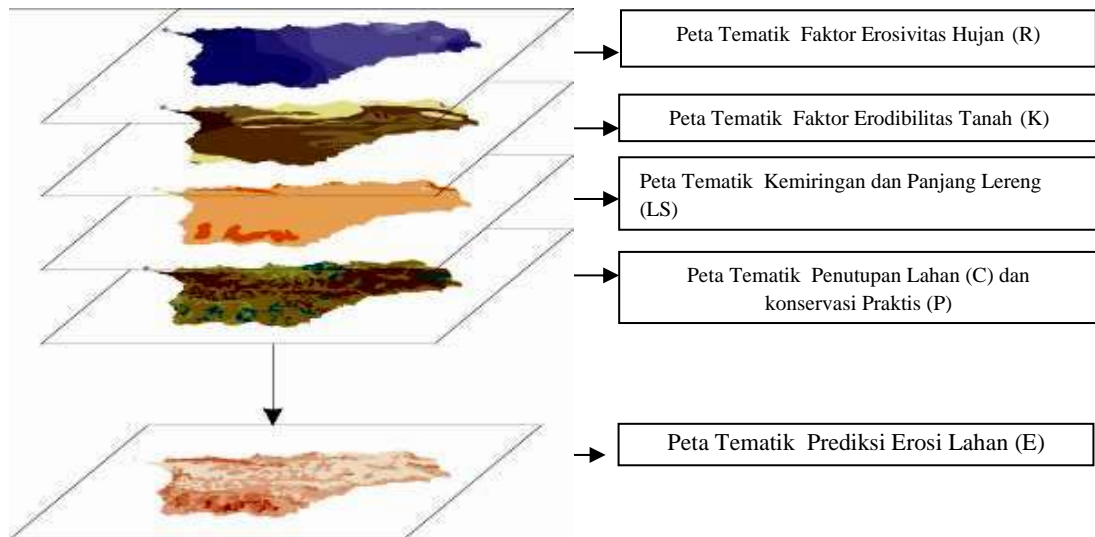 Peta Tematik Faktor Erosivitas Hujan (R)
Peta Tematik Faktor Erodibilitas Tanah (K)
Peta Tematik Kemiringan dan Panjang Lereng
(LS)
Peta Tematik Penutupan Lahan (C) dan
konservasi Praktis (P)
Peta Tematik Prediksi Erosi Lahan (E)